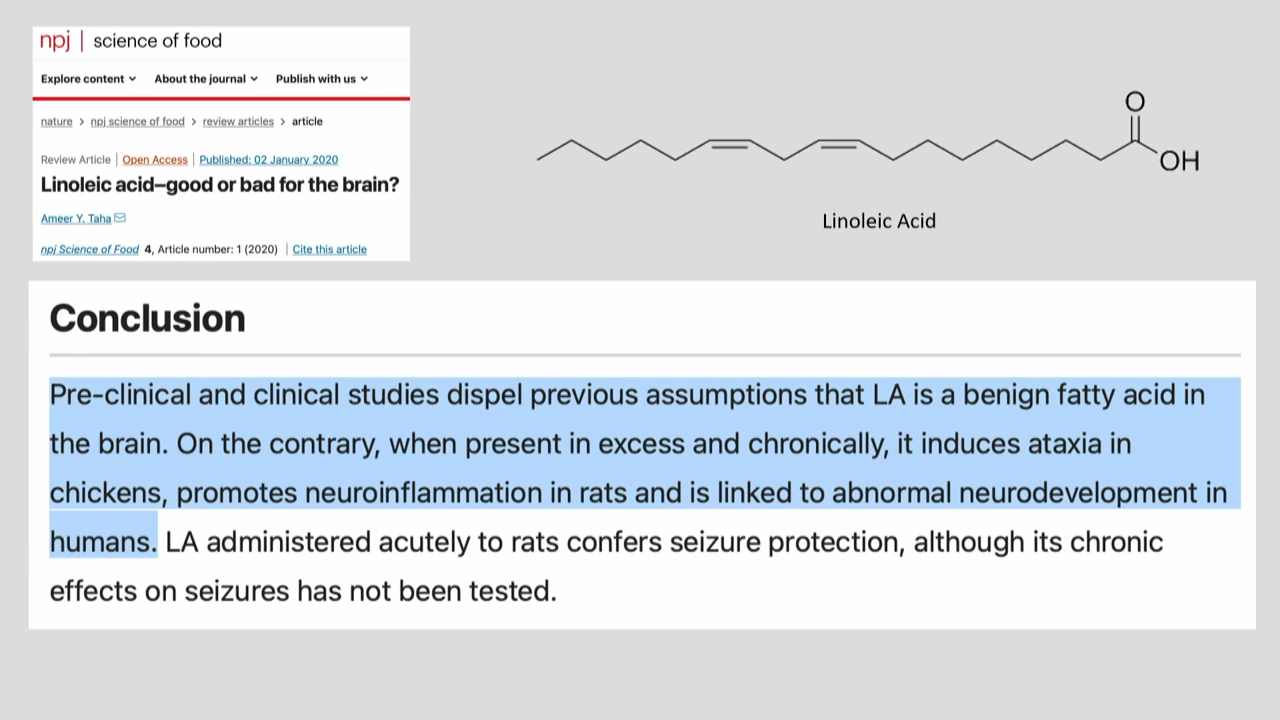 npj | science of food
Explore content About the journal Publish with us
nature > npj science of food > review articles > article
Review Article | Open Access | Published: 02 January 2020
Linoleic acid–good or bad for the brain?
Ameer Y. Taha
npj Science of Food 4, Article number: 1 (2020) | Cite this article
O
OH
Linoleic Acid
Conclusion
Pre-clinical and clinical studies dispel previous assumptions that LA is a benign fatty acid in
the brain. On the contrary, when present in excess and chronically, it induces ataxia in
chickens, promotes neuroinflammation in rats and is linked to abnormal neurodevelopment in
humans. LA administered acutely to rats confers seizure protection, although its chronic
effects on seizures has not been tested.